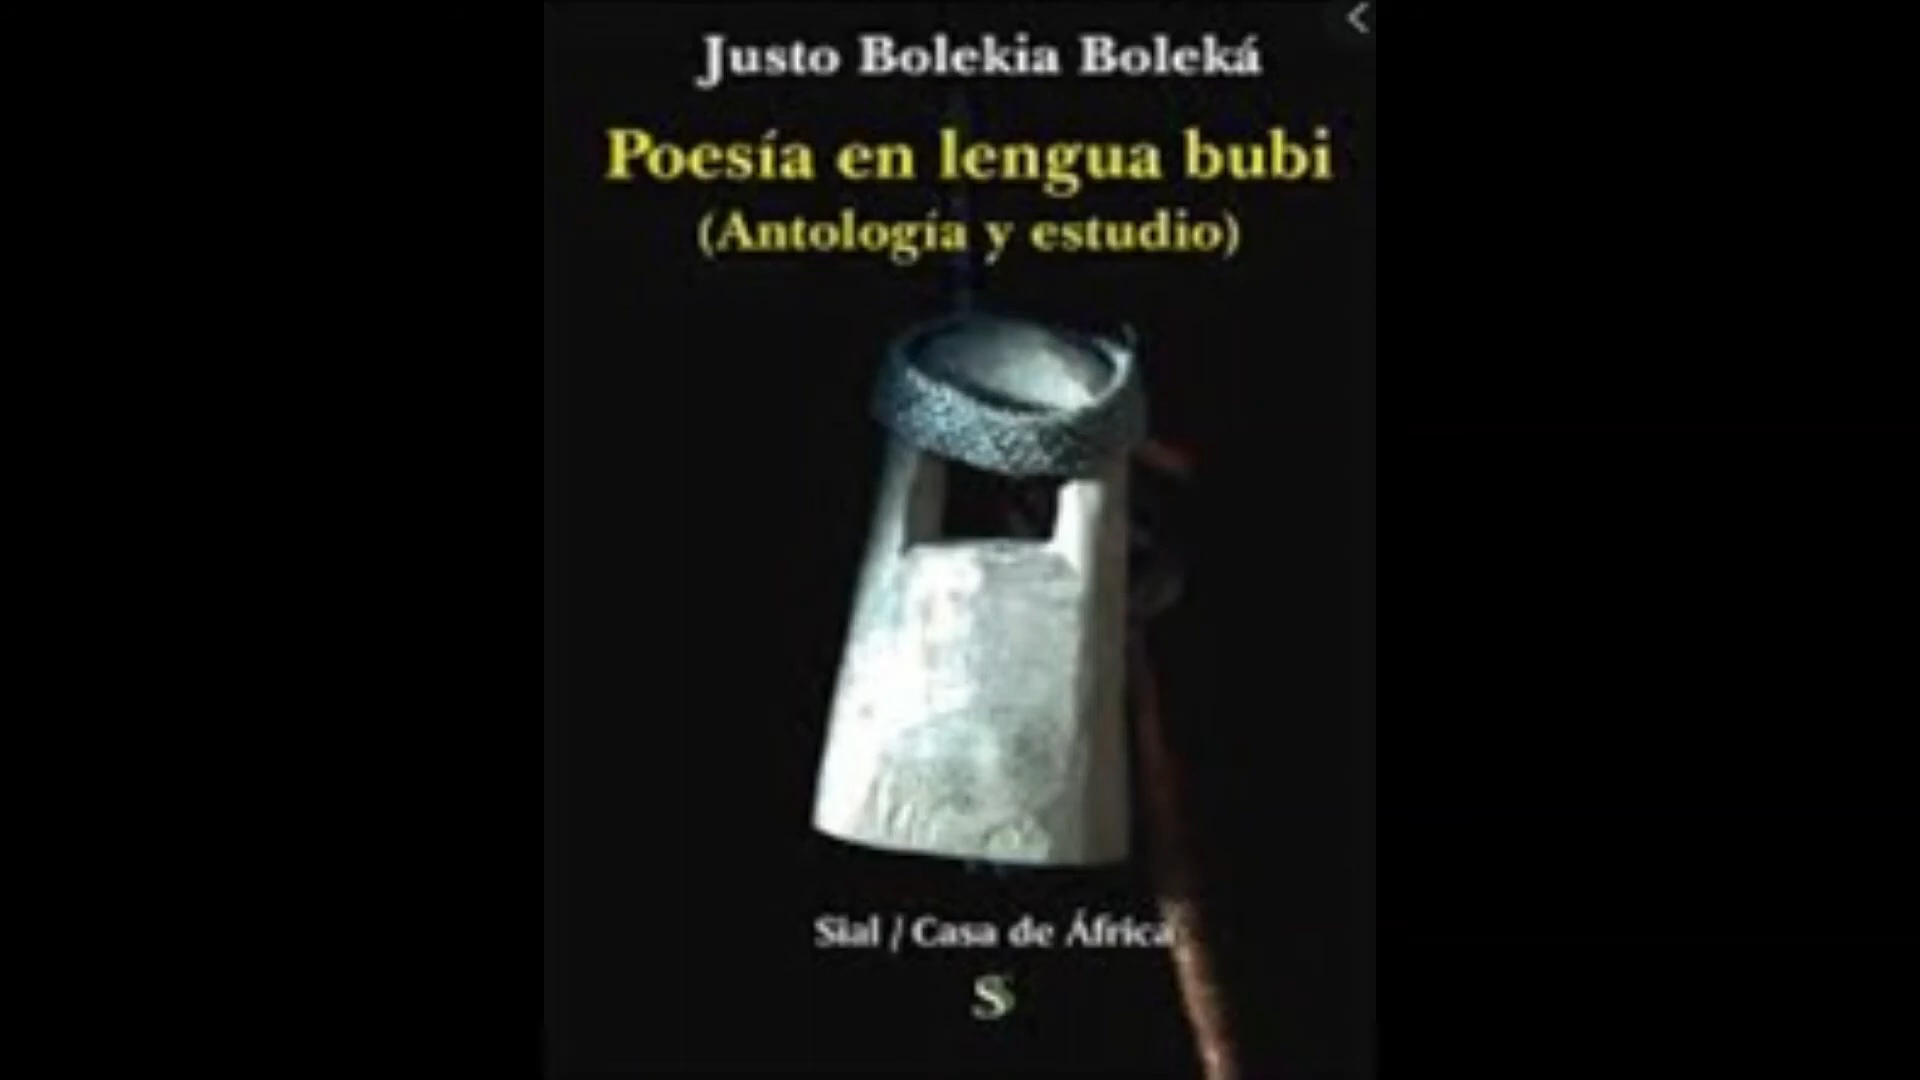 Justo Bolekia Boleká
Poesía en lengua bubi
(Antología y estudio)
Sial / Casa de África
S